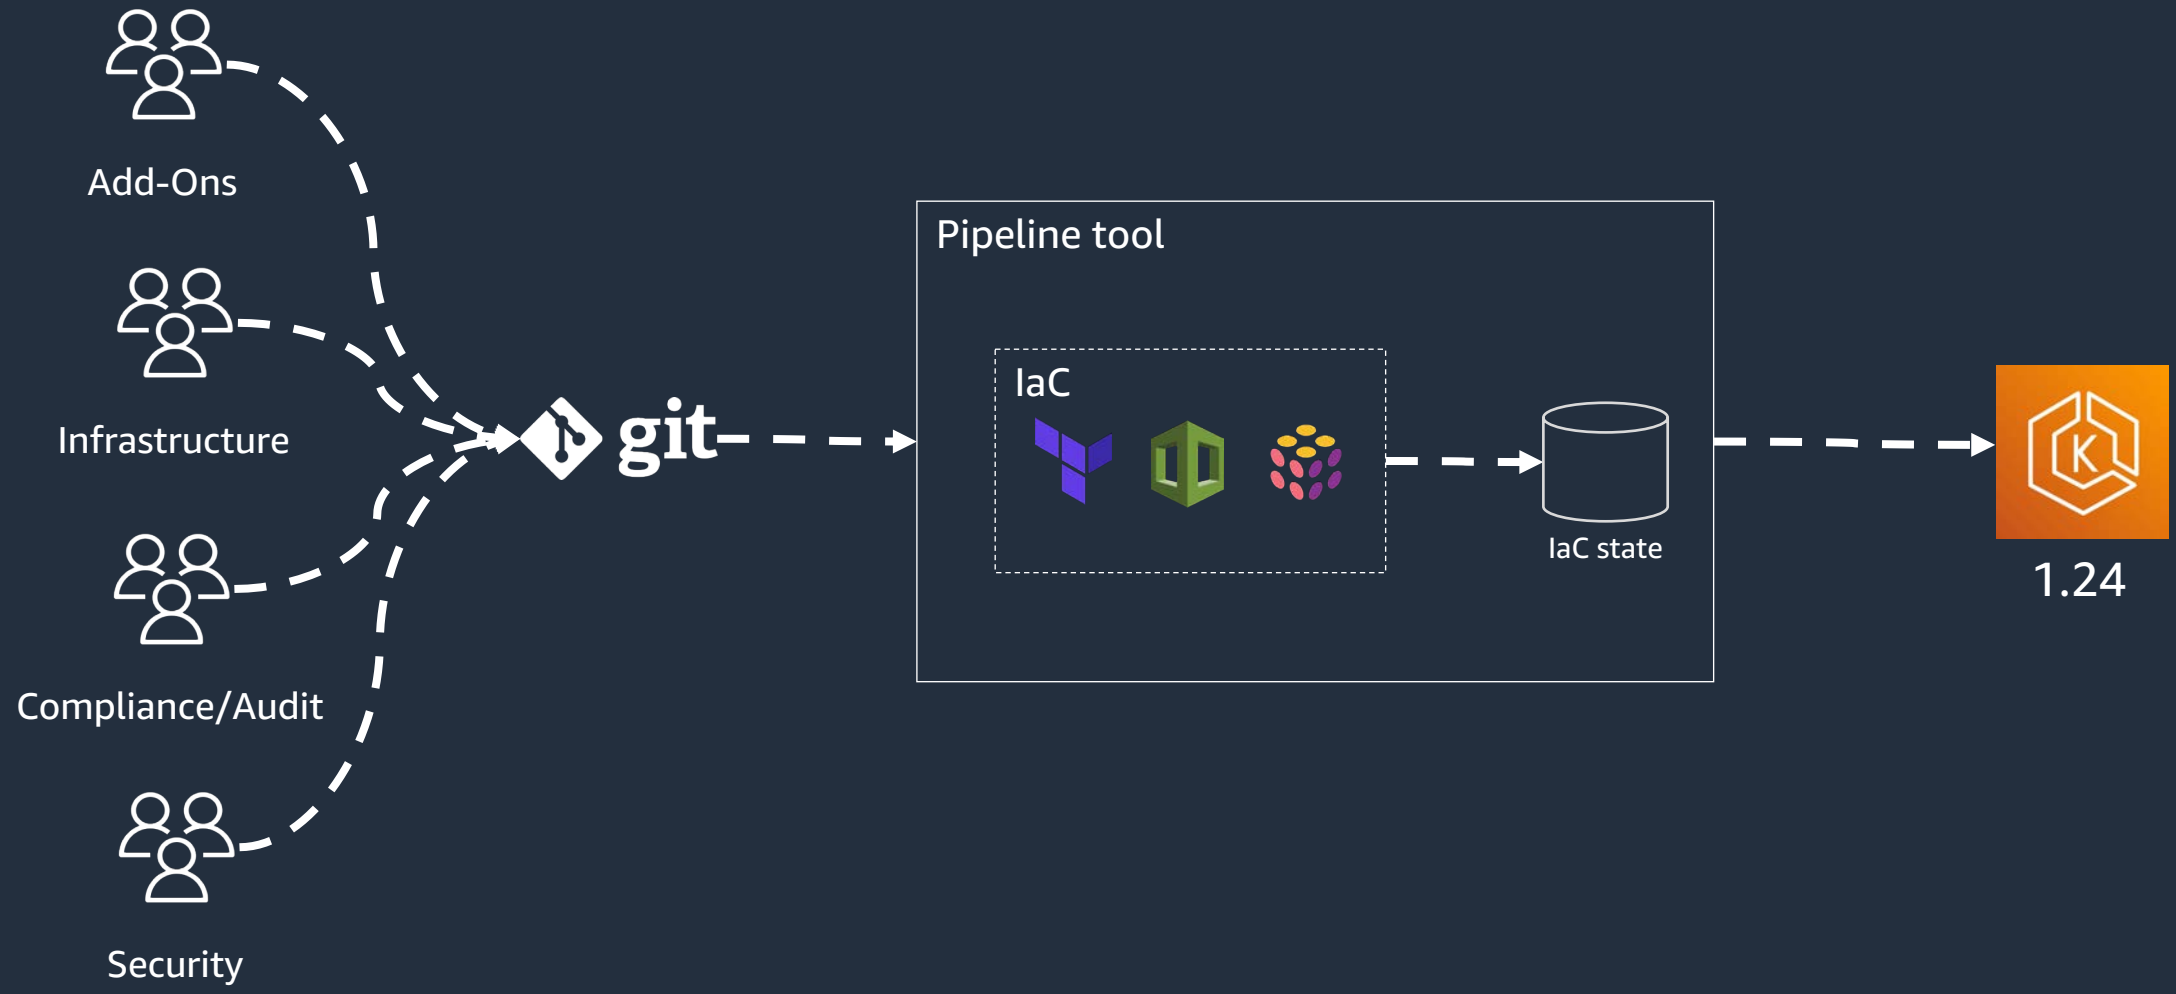 Add-Ons
Infrastructure
Compliance/Audit
Security
git
Pipeline tool
IaC
IaC state
K
1.24